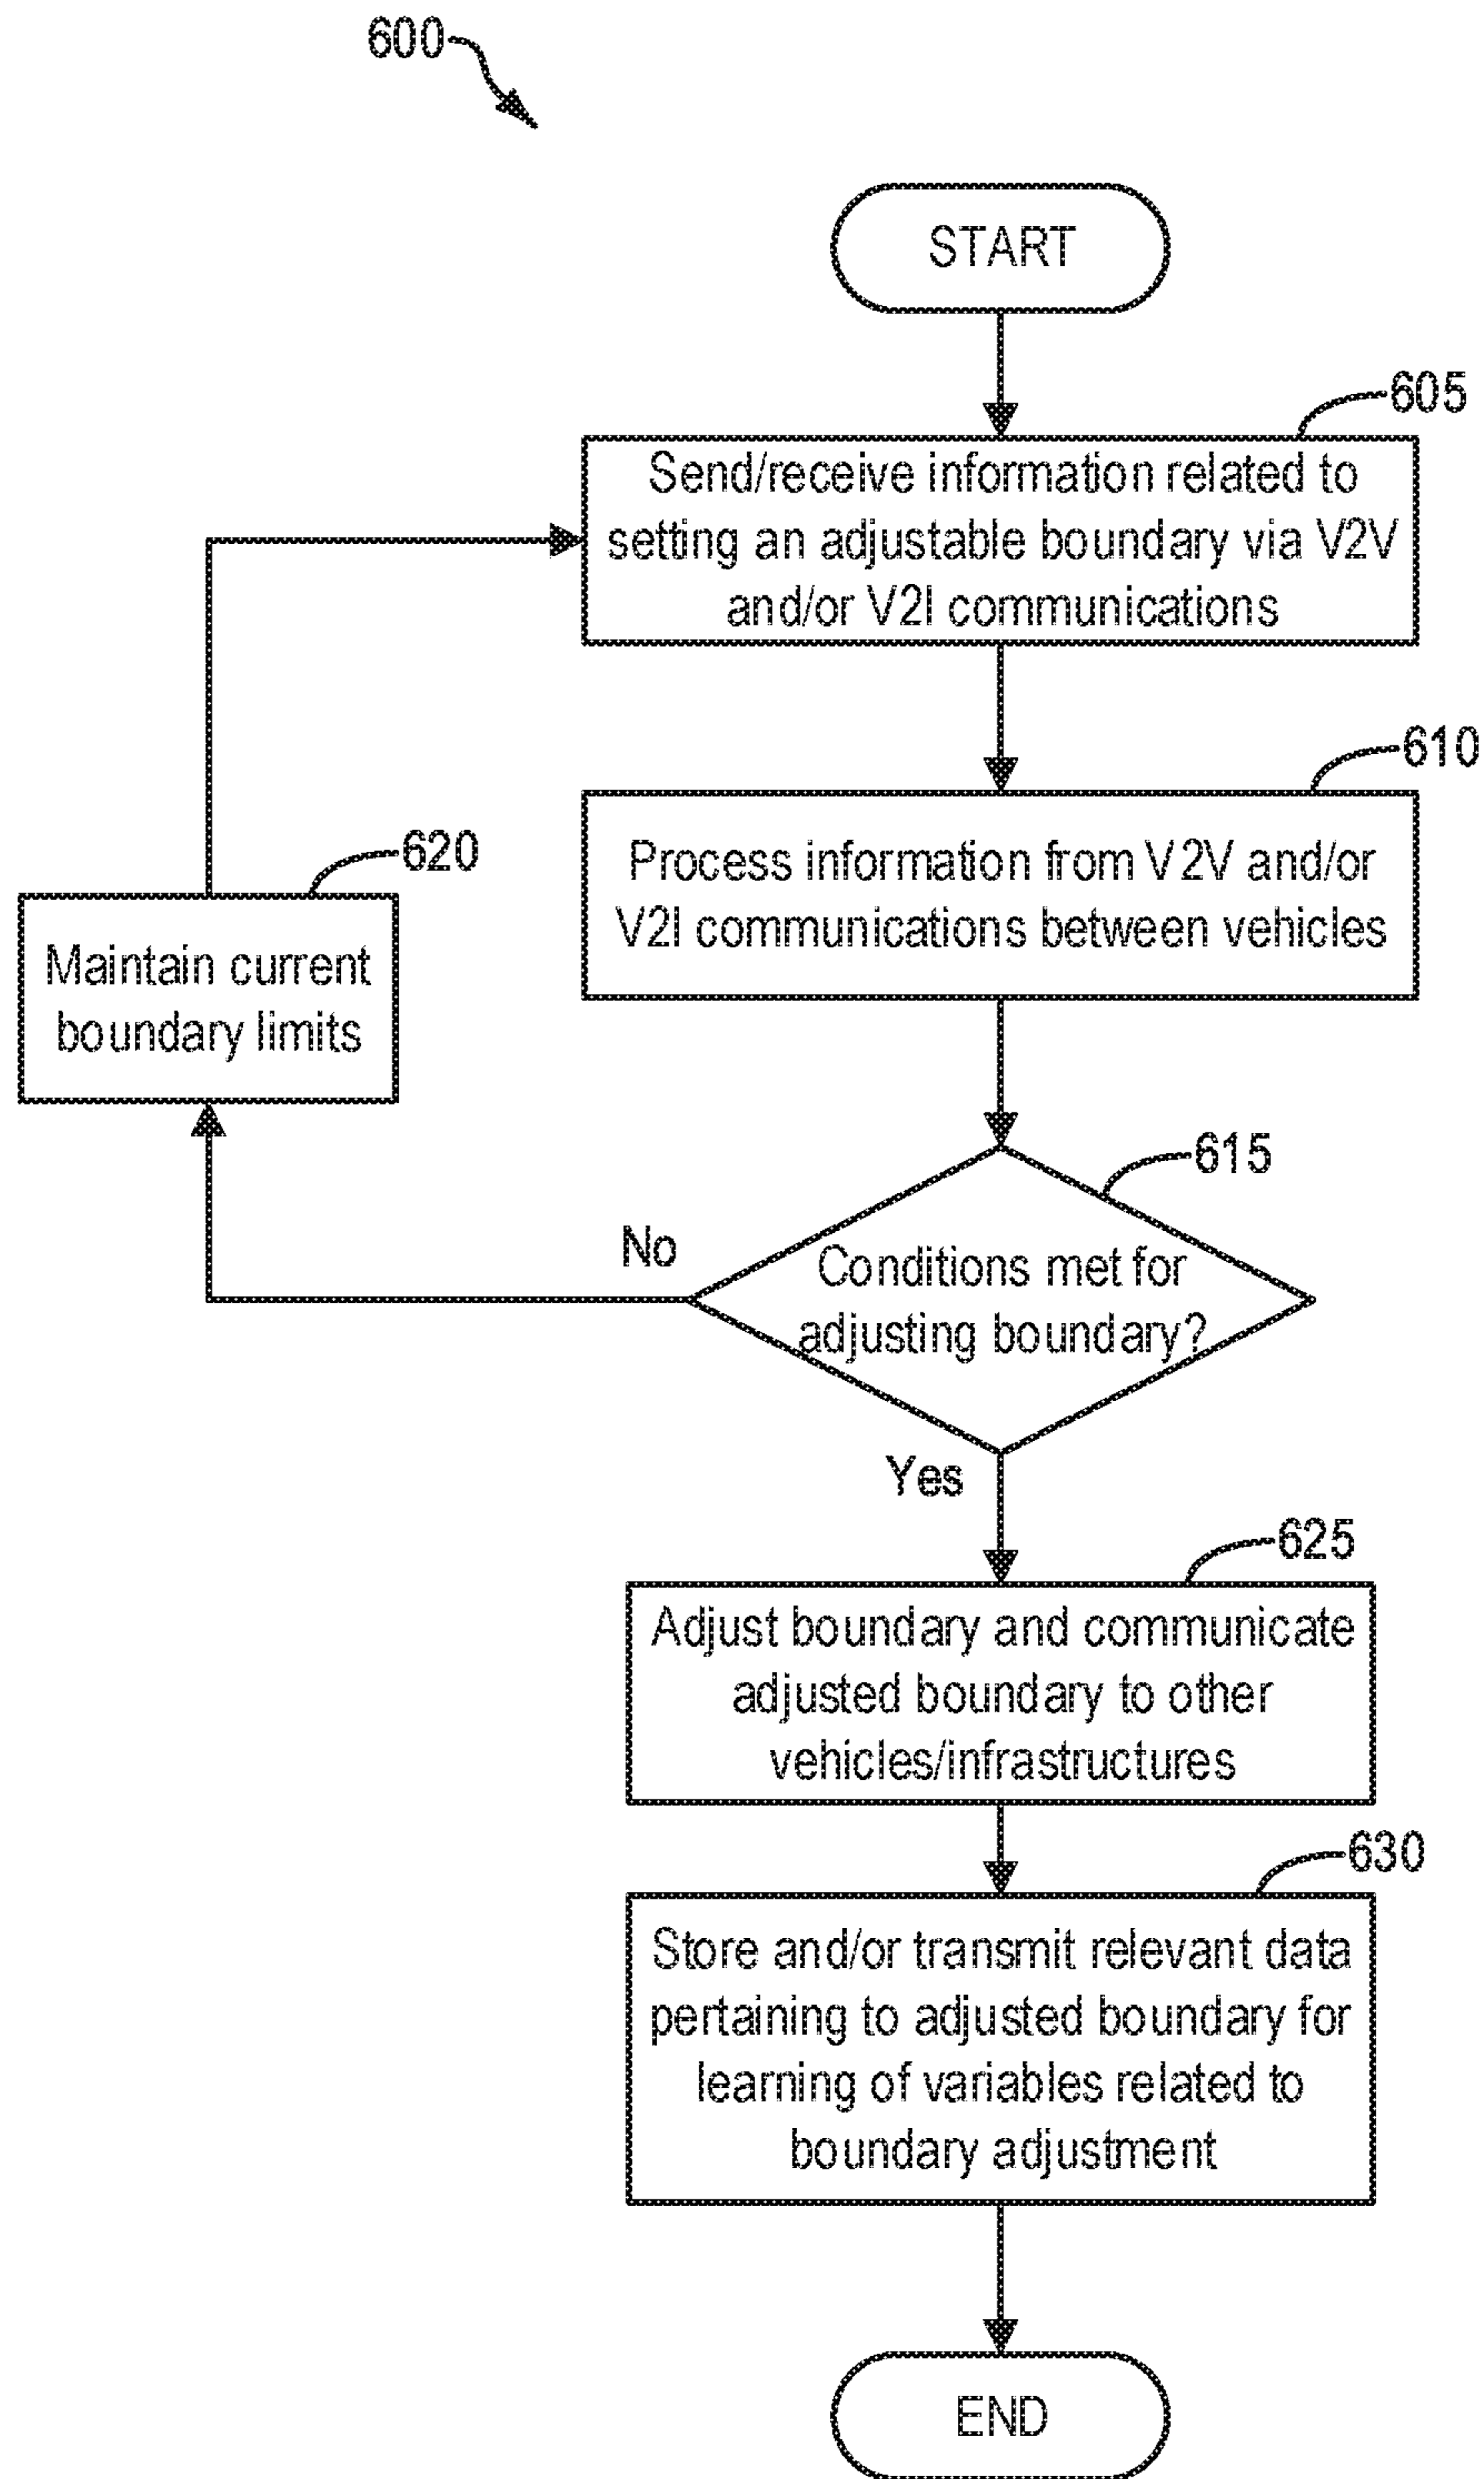 600
START
605
Send/receive information related to
setting an adjustable boundary via V2V
and/or V2I communications
610
Process information from V2V and/or
V2I communications between vehicles
620
Maintain current
boundary limits
615
No
Conditions met for
adjusting boundary?
Yes
625
Adjust boundary and communicate
adjusted boundary to other
vehicles/infrastructures
630
Store and/or transmit relevant data
pertaining to adjusted boundary for
learning of variables related to
boundary adjustment
END